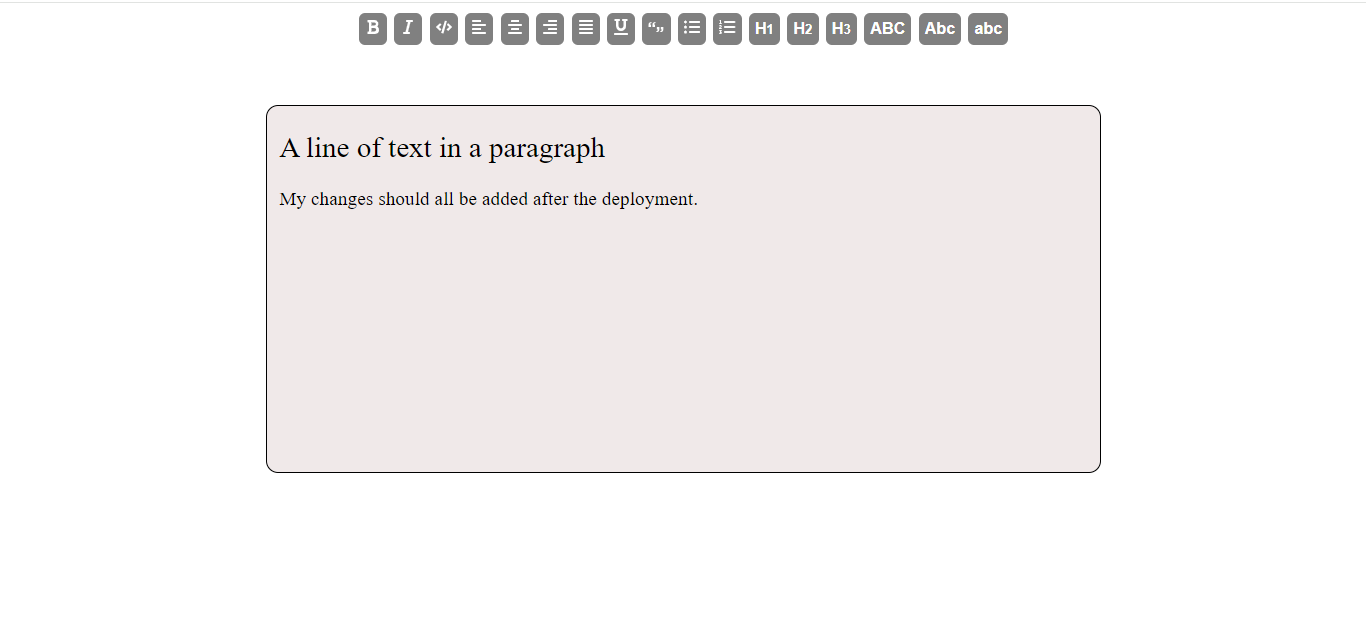 B I </> U “„ H1 H2 H3 ABC Abc abc
A line of text in a paragraph
My changes should all be added after the deployment.